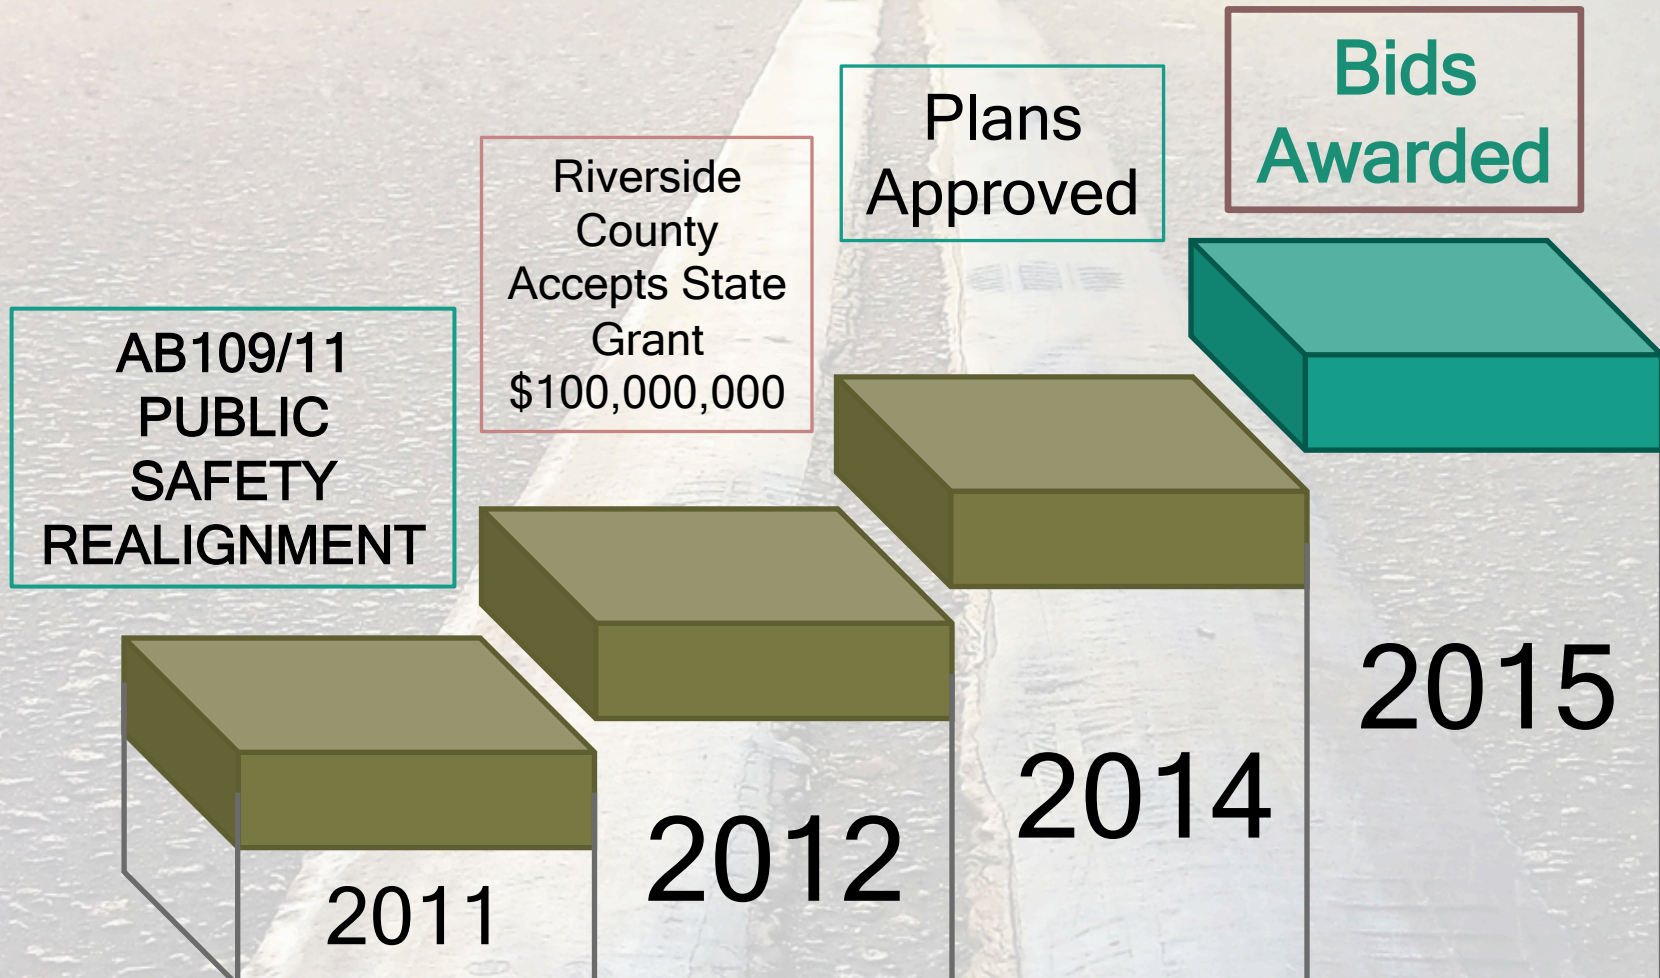 AB109/11
PUBLIC
SAFETY
REALIGNMENT
2011
Riverside
County
Accepts State
Grant
$100,000,000
2012
Plans
Approved
2014
Bids
Awarded
2015